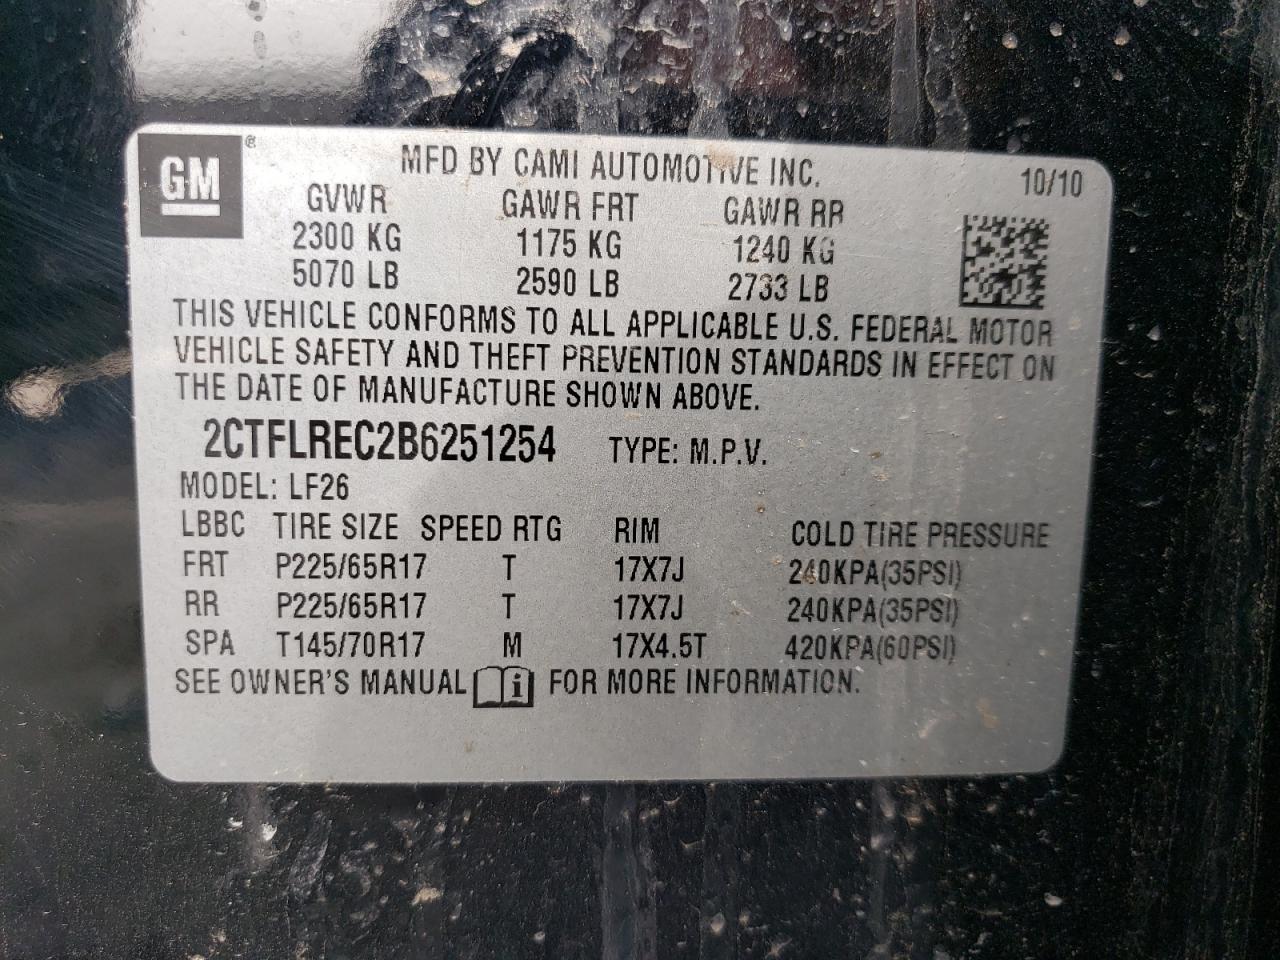 GM ®
MFD BY CAMI AUTOMOTIVE INC.
10/10
GVWR GAWR FRT GAWR RR
2300 KG 1175 KG 1240 KG
5070 LB 2590 LB 2733 LB
THIS VEHICLE CONFORMS TO ALL APPLICABLE U.S. FEDERAL MOTOR
VEHICLE SAFETY AND THEFT PREVENTION STANDARDS IN EFFECT ON
THE DATE OF MANUFACTURE SHOWN ABOVE.
2CTFLREC2B6251254 TYPE: M.P.V.
MODEL: LF26
LBBC TIRE SIZE SPEED RTG RIM COLD TIRE PRESSURE
FRT P225/65R17 T 17X7J 240KPA(35PSI)
RR P225/65R17 T 17X7J 240KPA(35PSI)
SPA T145/70R17 M 17X4.5T 420KPA(60PSI)
SEE OWNER'S MANUAL i FOR MORE INFORMATION.